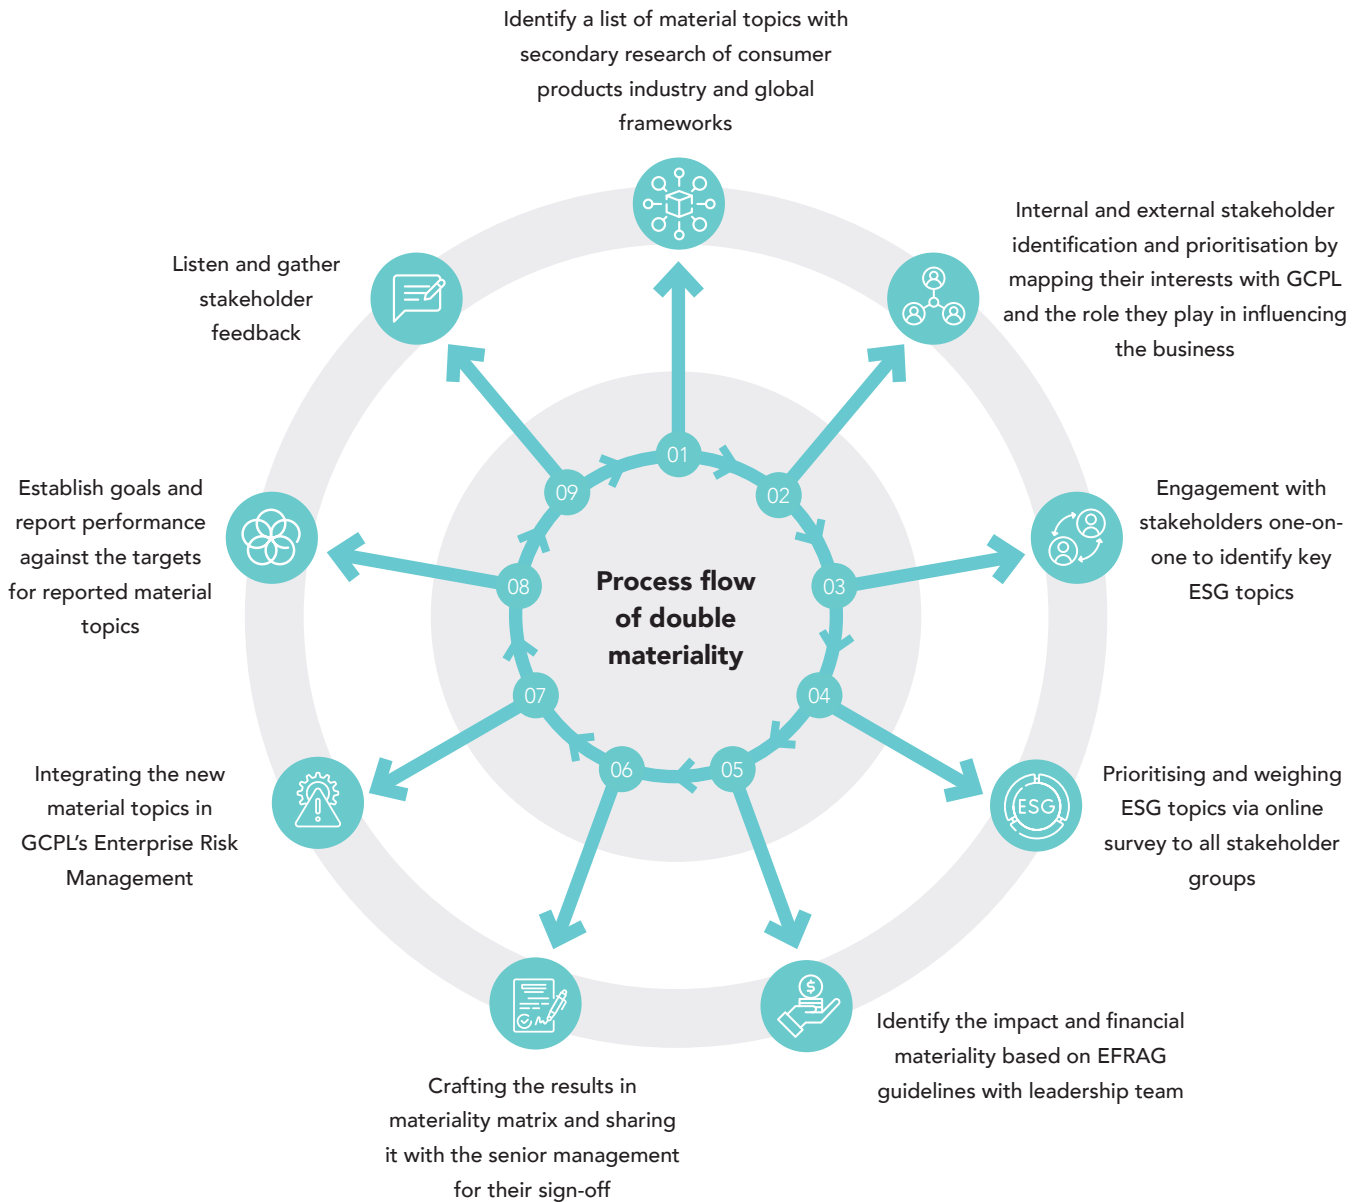 Identify a list of material topics with
secondary research of consumer
products industry and global
frameworks
Internal and external stakeholder
identification and prioritisation by
mapping their interests with GCPL
and the role they play in influencing
the business
Engagement with
stakeholders one-on-
one to identify key
ESG topics
Prioritising and weighing
ESG topics via online
survey to all stakeholder
groups
Identify the impact and financial
materiality based on EFRAG
guidelines with leadership team
Crafting the results in
materiality matrix and sharing
it with the senior management
for their sign-off
Integrating the new
material topics in
GCPL's Enterprise Risk
Management
Establish goals and
report performance
against the targets
for reported material
topics
Listen and gather
stakeholder
feedback
Process flow
of double
materiality
01
02
03
04
05
06
07
08
09
ESG
$
!